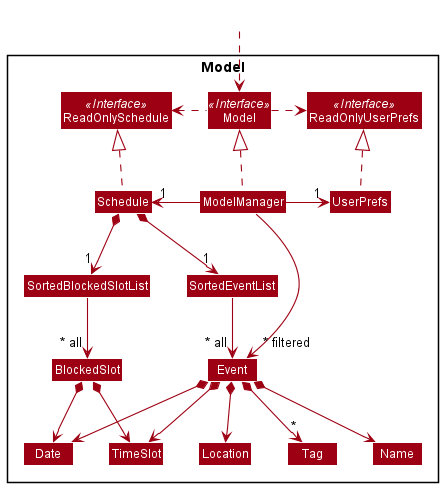 Model
«Interface»
ReadOnlySchedule
«Interface»
Model
«Interface»
ReadOnlyUserPrefs
Schedule
1
ModelManager
1
UserPrefs
1
1
SortedBlockedSlotList
SortedEventList
* all
* all
* filtered
BlockedSlot
Event
*
Date
TimeSlot
Location
Tag
Name